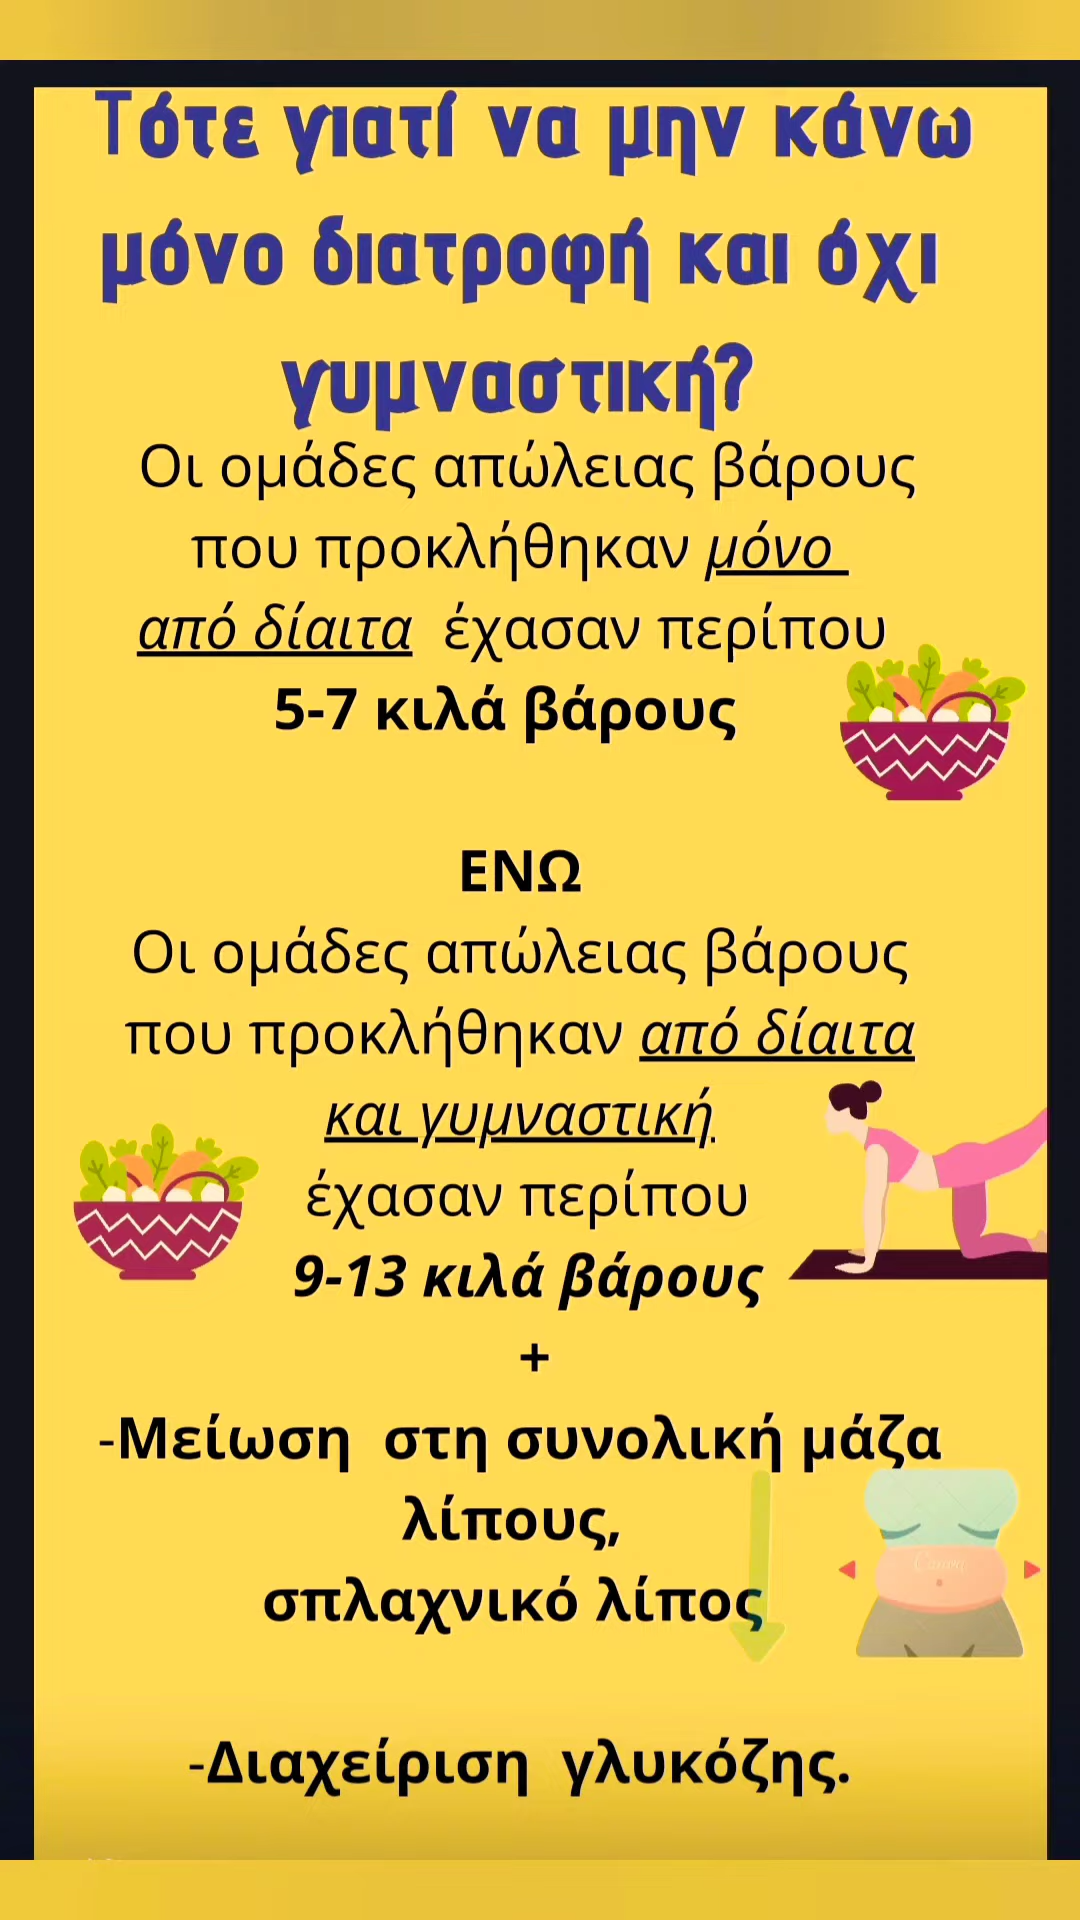 Τότε γιατί να μην κάνω
μόνο διατροφή και όχι
γυμναστική?
Οι ομάδες απώλειας βάρους
που προκλήθηκαν μόνο
από δίαιτα έχασαν περίπου
5-7 κιλά βάρους
ΕΝΩ
Οι ομάδες απώλειας βάρους
που προκλήθηκαν από δίαιτα
και γυμναστική
έχασαν περίπου
9-13 κιλά βάρους
+
-Μείωση στη συνολική μάζα
λίπους,
σπλαχνικό λίπος
Canva
-Διαχείριση γλυκόζης.